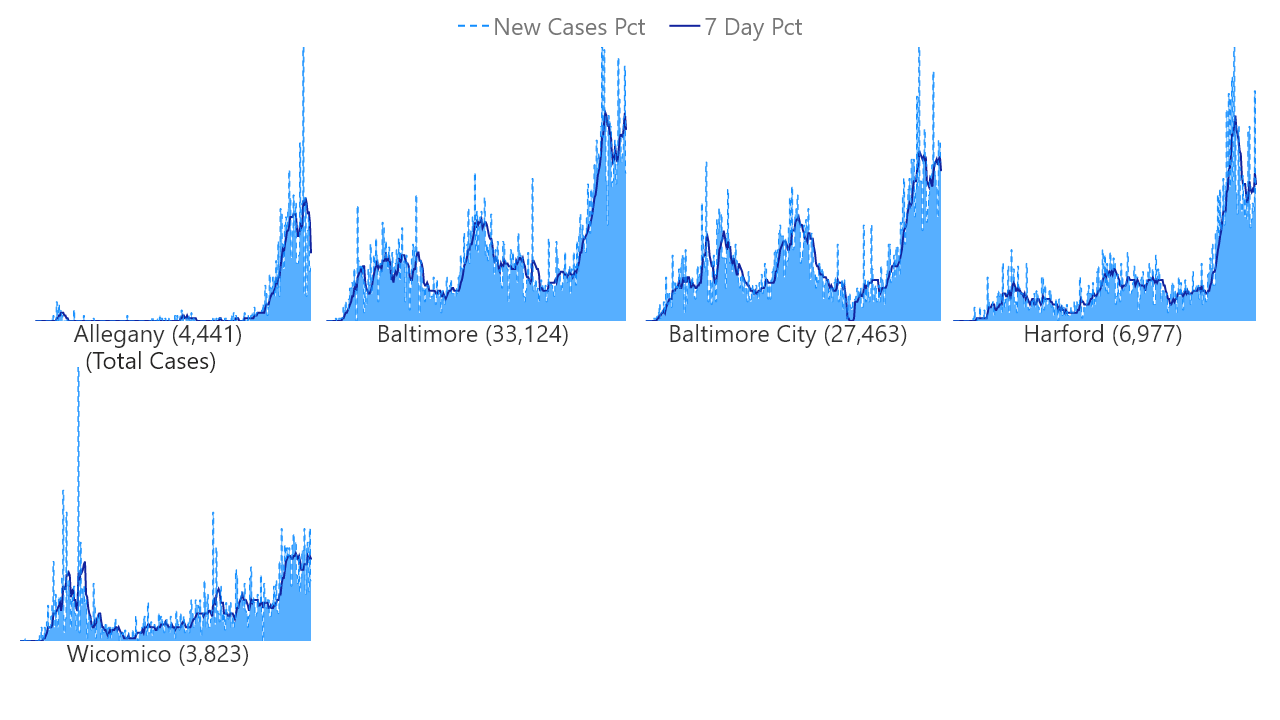 New Cases Pct 7 Day Pct
Allegany (4,441)
(Total Cases)
Baltimore (33,124)
Baltimore City (27,463)
Harford (6,977)
Wicomico (3,823)